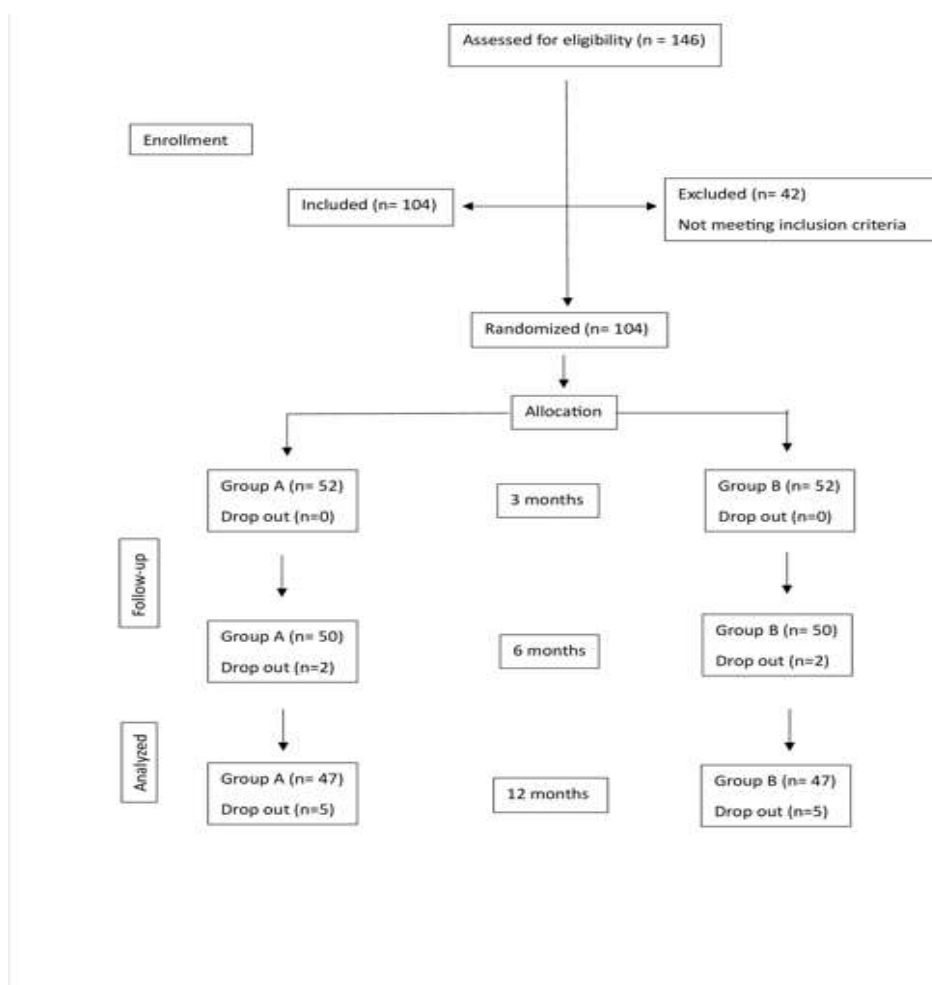 Assessed for eligibility (n = 146)
Enrollment
Included (n= 104)
Excluded (n= 42)
Not meeting inclusion criteria
Randomized (n= 104)
Allocation
Group A (n= 52)
Drop out (n=0)
3 months
Group B (n= 52)
Drop out (n=0)
Follow-up
Group A (n= 50)
Drop out (n=2)
6 months
Group B (n= 50)
Drop out (n=2)
Analyzed
Group A (n= 47)
Drop out (n=5)
12 months
Group B (n= 47)
Drop out (n=5)